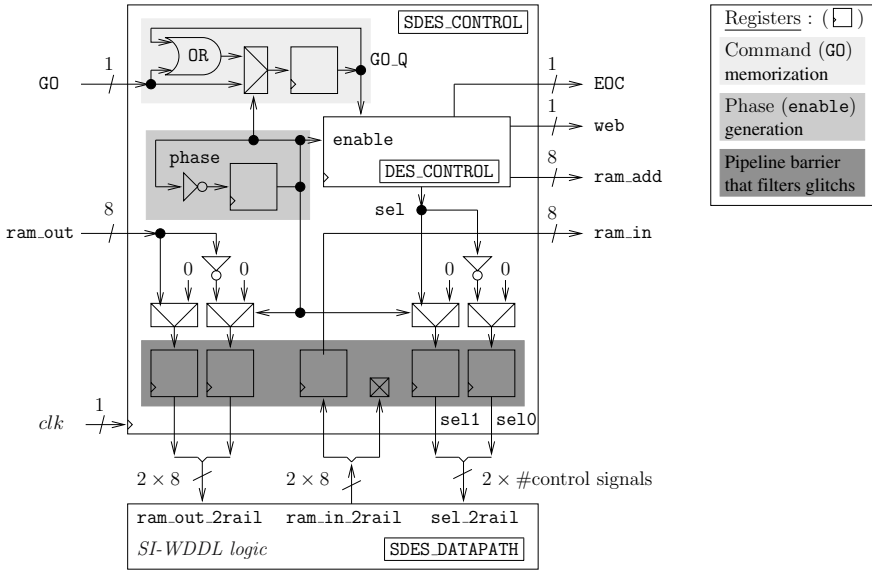 SDES_CONTROL
Registers : ( )
Command (GO)
memorization
Phase (enable)
generation
Pipeline barrier
that filters glitchs
OR
GO_Q
GO
1
1
EOC
1
web
enable
phase
DES_CONTROL
8
ram_add
sel
8
ram_out
8
ram_in
0
0
0
0
clk
1
sel1
sel0
2 × 8
2 × 8
2 × #control signals
ram_out_2rail
ram_in_2rail
sel_2rail
SI-WDDL logic
SDES_DATAPATH